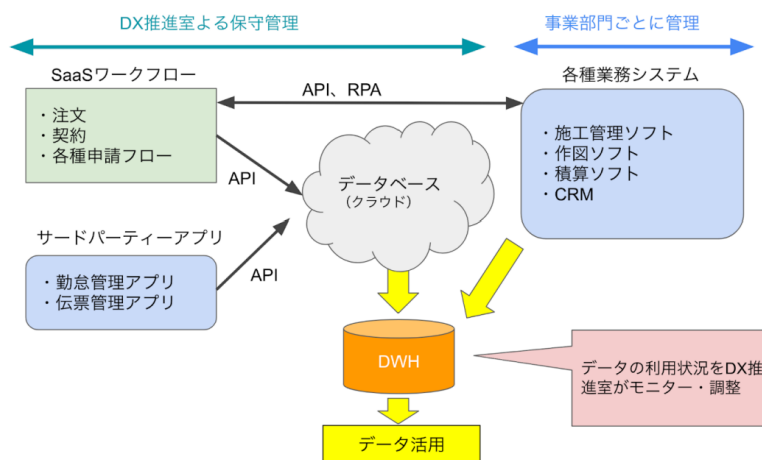 DX推進室よる保守管理
事業部門ごとに管理
SaaSワークフロー
各種業務システム
API、RPA
・注文
・契約
・各種申請フロー
・施工管理ソフト
・作図ソフト
・積算ソフト
・CRM
API
データベース
（クラウド）
サードパーティーアプリ
API
・勤怠管理アプリ
・伝票管理アプリ
DWH
データの利用状況をDX推
進室がモニター・調整
データ活用